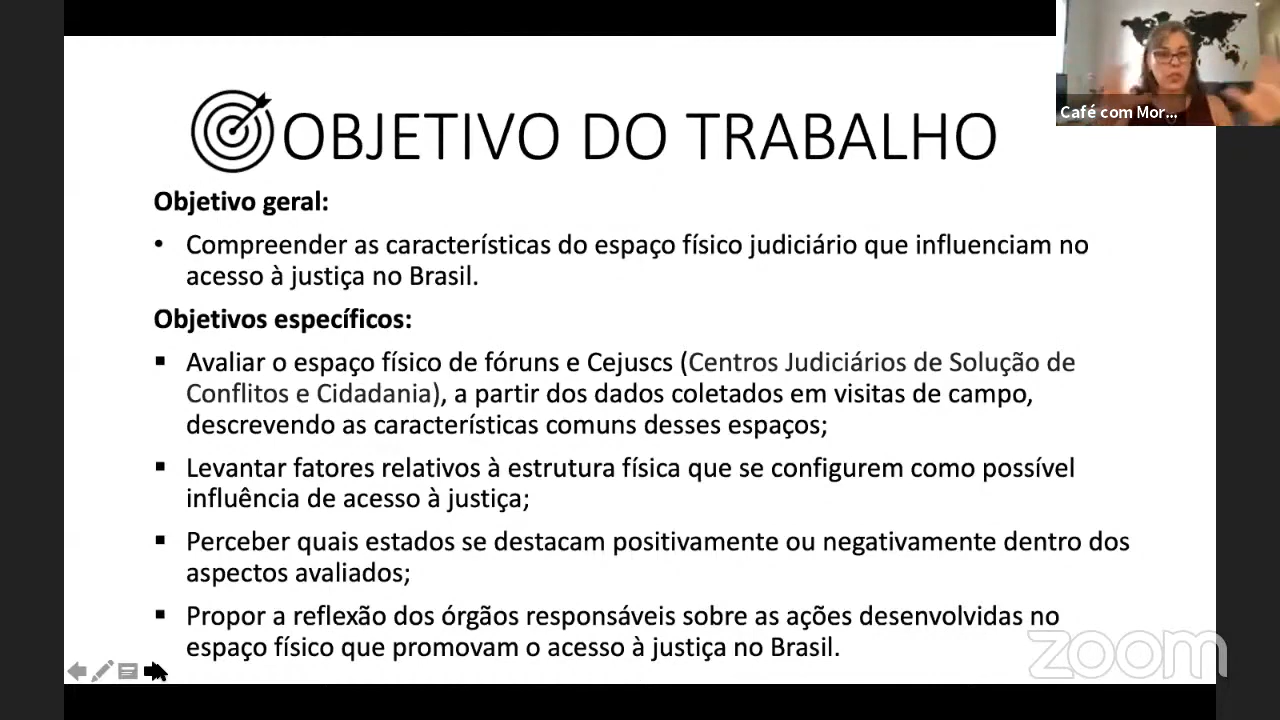 Café com Mor...
OBJETIVO DO TRABALHO
Objetivo geral:
• Compreender as características do espaço físico judiciário que influenciam no
acesso à justiça no Brasil.
Objetivos específicos:
▪ Avaliar o espaço físico de fóruns e Cejuscs (Centros Judiciários de Solução de
Conflitos e Cidadania), a partir dos dados coletados em visitas de campo,
descrevendo as características comuns desses espaços;
▪ Levantar fatores relativos à estrutura física que se configurem como possível
influência de acesso à justiça;
▪ Perceber quais estados se destacam positivamente ou negativamente dentro dos
aspectos avaliados;
▪ Propor a reflexão dos órgãos responsáveis sobre as ações desenvolvidas no
espaço físico que promovam o acesso à justiça no Brasil.
zoom